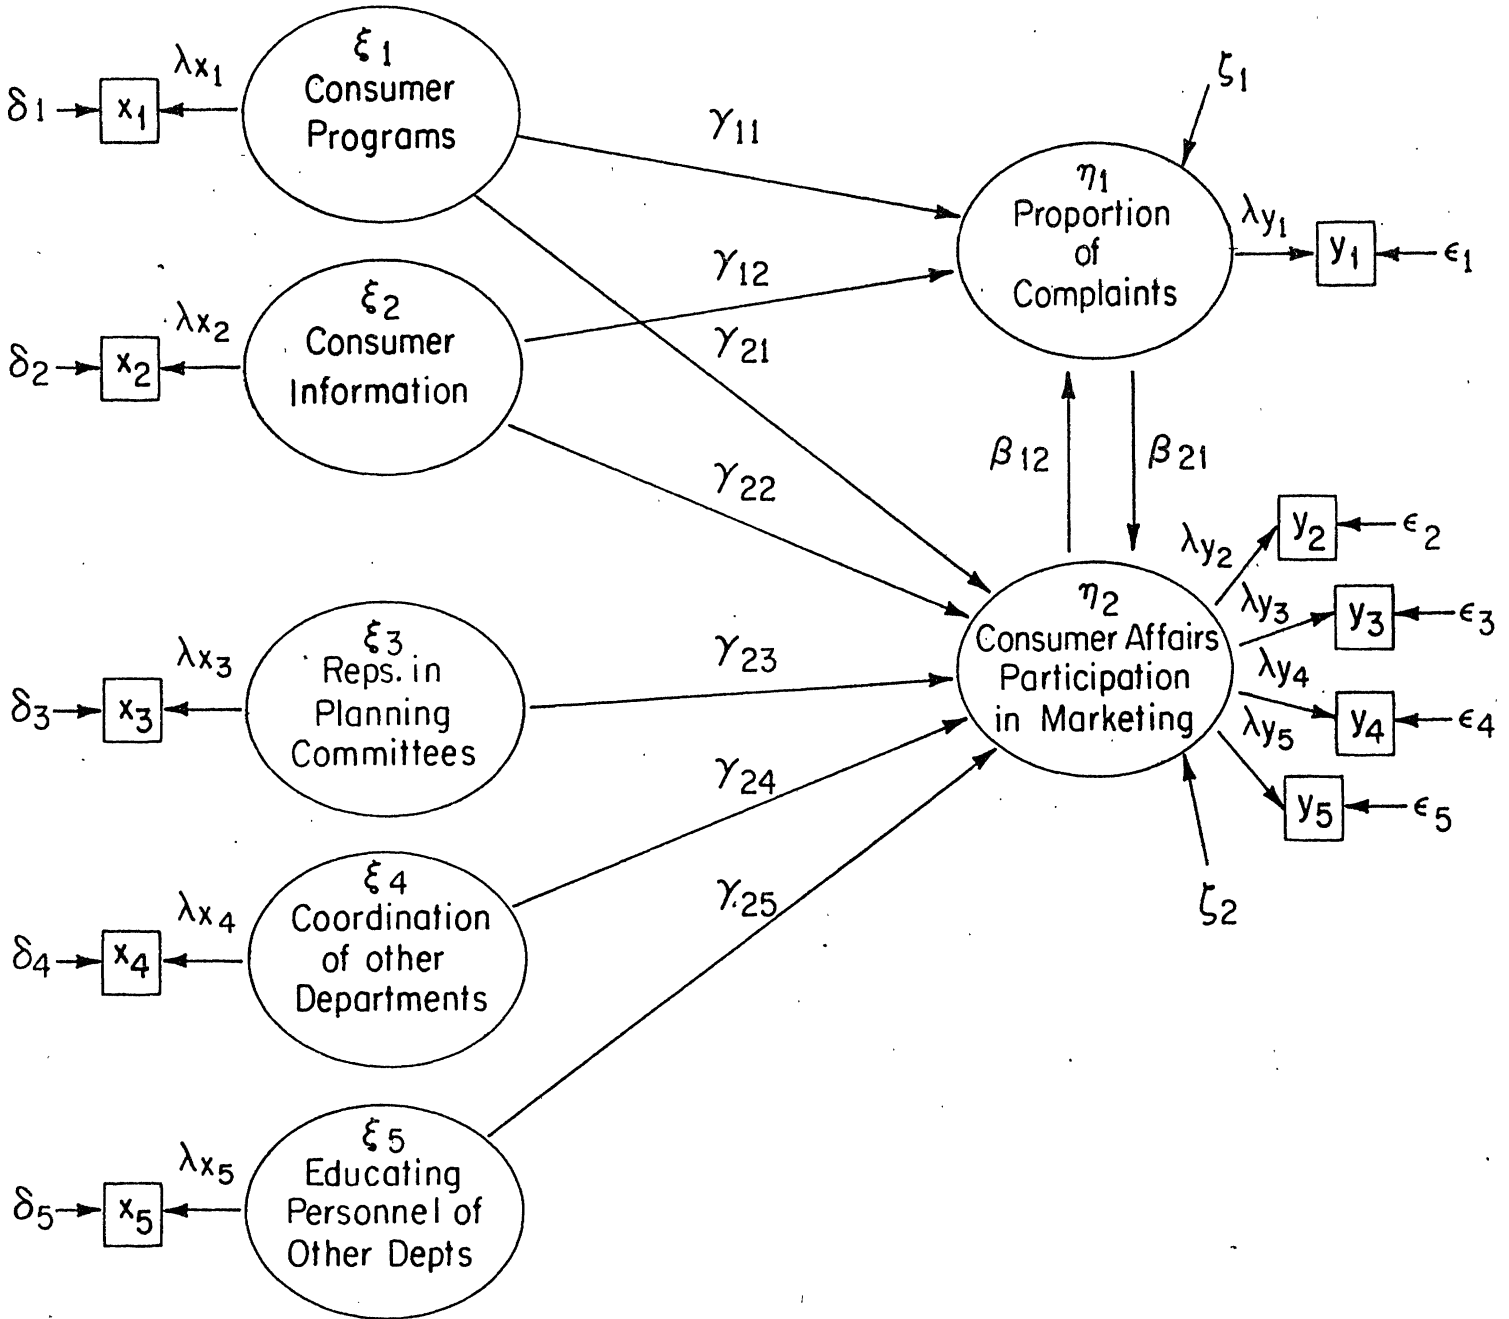 ξ1
Consumer
Programs
λx1
δ1
x1
ξ2
Consumer
Information
λx2
δ2
x2
ξ3
Reps. in
Planning
Committees
λx3
δ3
x3
ξ4
Coordination
of other
Departments
λx4
δ4
x4
ξ5
Educating
Personnel of
Other Depts
λx5
δ5
x5
γ11
γ12
γ21
γ22
γ23
γ24
γ25
ζ1
η1
Proportion
of
Complaints
λy1
y1
ϵ1
β12
β21
η2
Consumer Affairs
Participation
in Marketing
λy2
y2
ϵ2
λy3
y3
ϵ3
λy4
y4
ϵ4
λy5
y5
ϵ5
ζ2